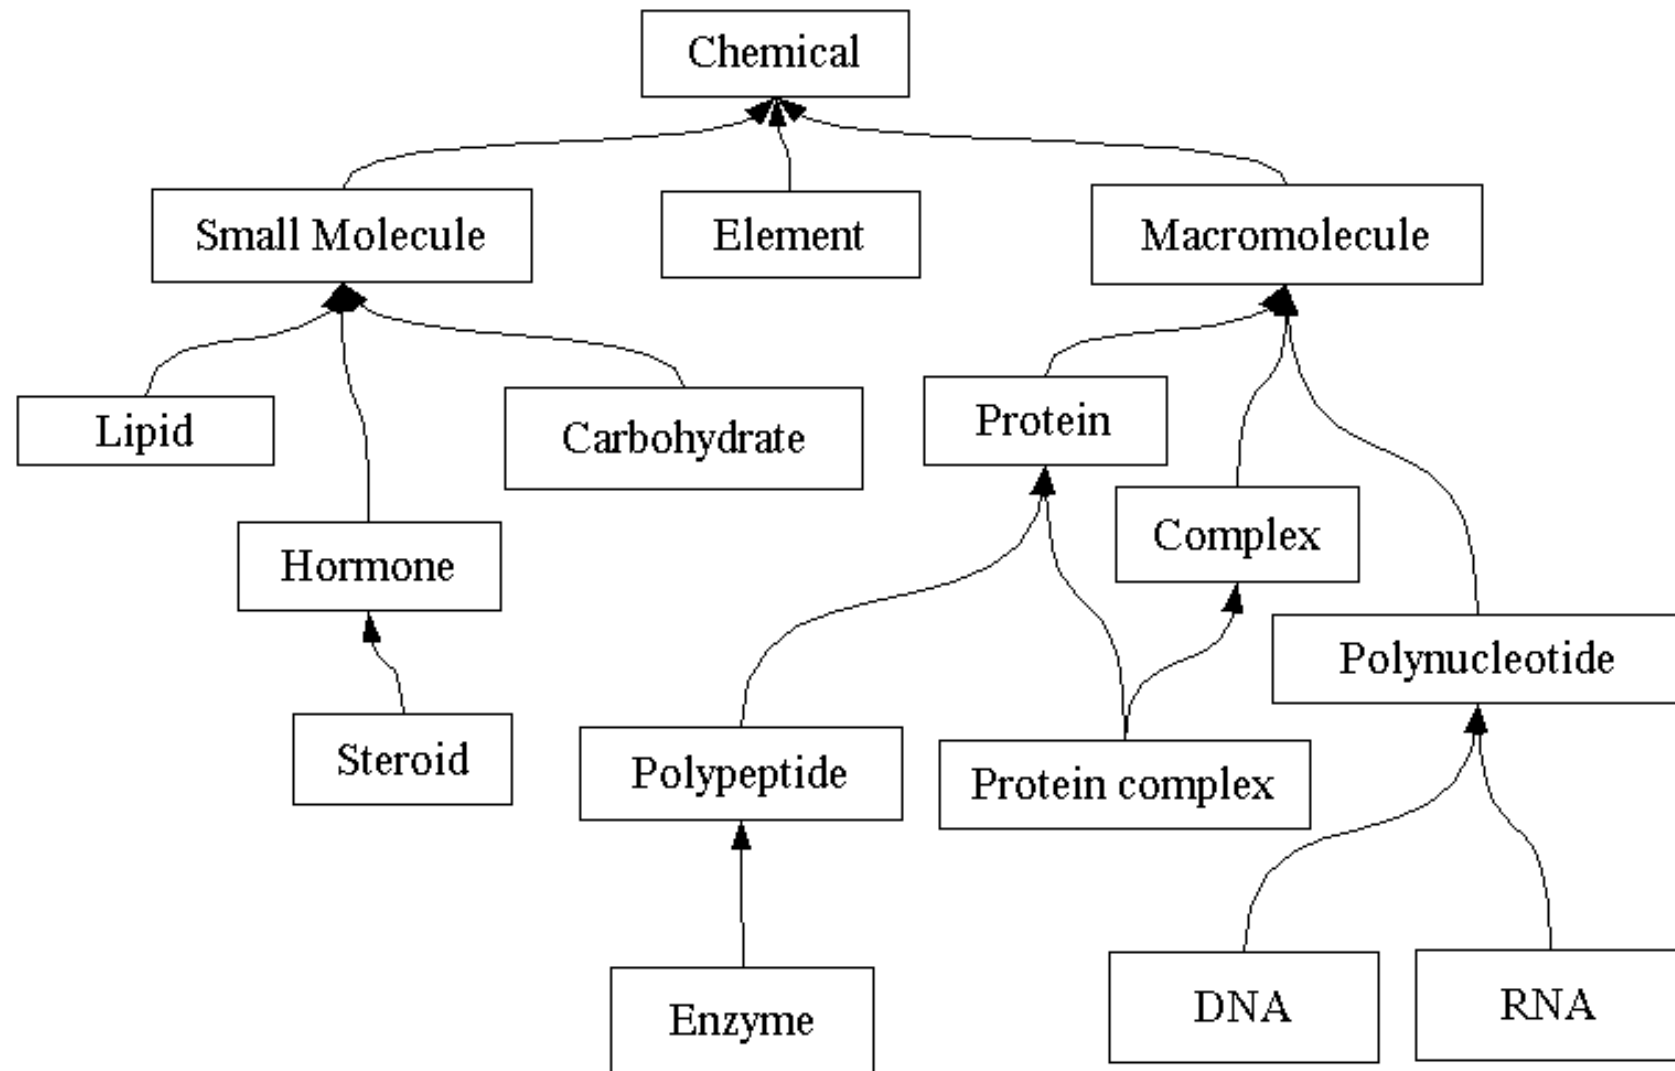 Chemical
Small Molecule
Element
Macromolecule
Lipid
Carbohydrate
Protein
Complex
Hormone
Polynucleotide
Steroid
Polypeptide
Protein complex
Enzyme
DNA
RNA